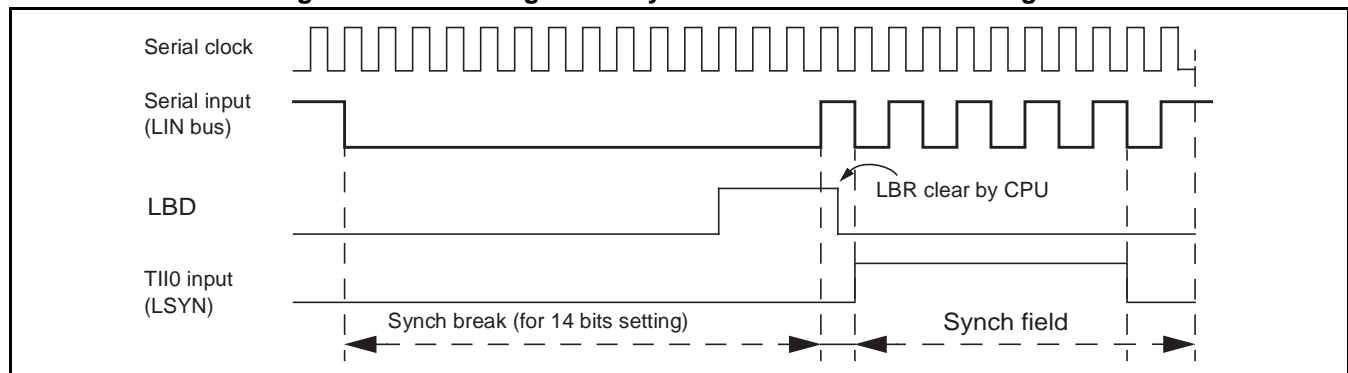 Serial clock
Serial input
(LIN bus)
LBR clear by CPU
LBD
TII0 input
(LSYN)
Synch break (for 14 bits setting)
Synch field